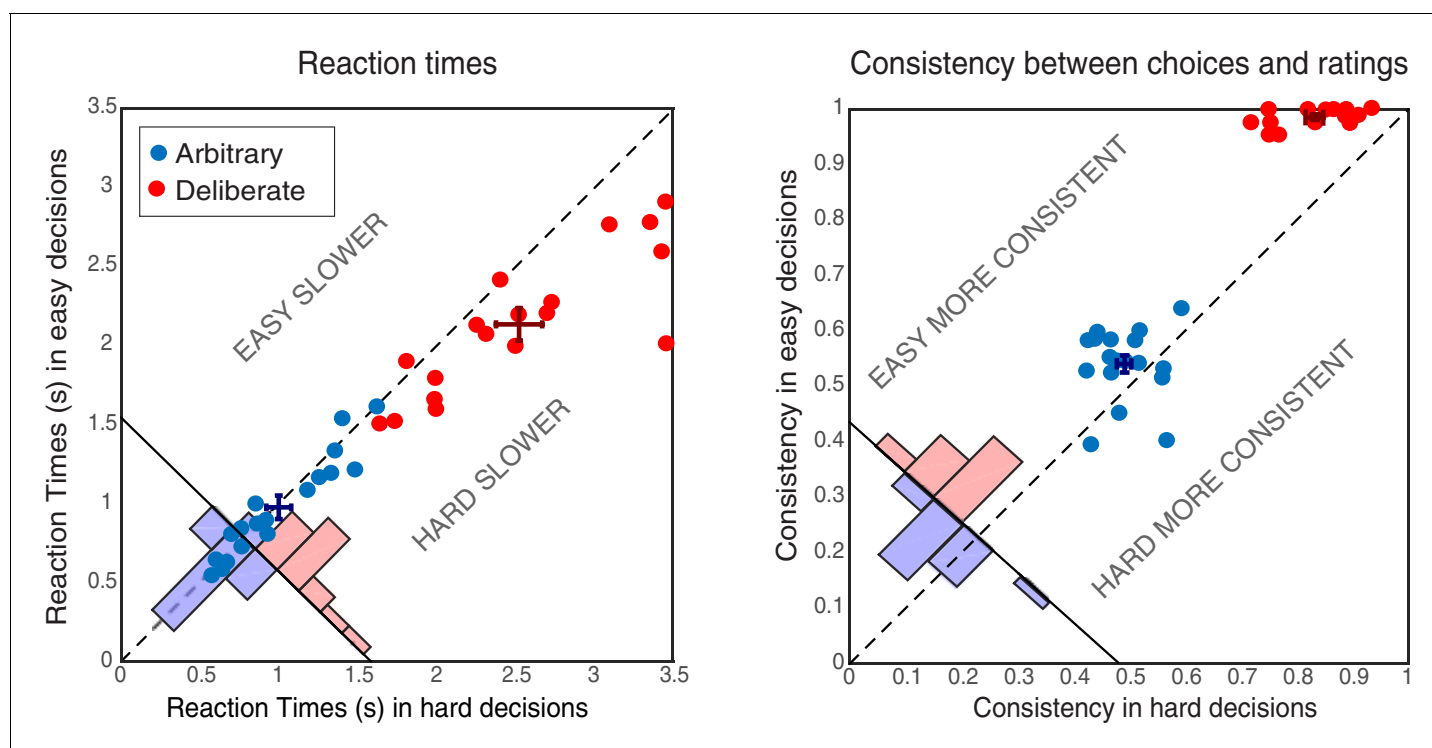 Reaction times
3.5
3
2.5
2
1.5
1
0.5
0
Reaction Times (s) in easy decisions
Arbitrary
Deliberate
EASY SLOWER
HARD SLOWER
0 0.5 1 1.5 2 2.5 3 3.5
Reaction Times (s) in hard decisions
Consistency between choices and ratings
1
0.9
0.8
0.7
0.6
0.5
0.4
0.3
0.2
0.1
0
Consistency in easy decisions
EASY MORE CONSISTENT
HARD MORE CONSISTENT
0 0.1 0.2 0.3 0.4 0.5 0.6 0.7 0.8 0.9 1
Consistency in hard decisions